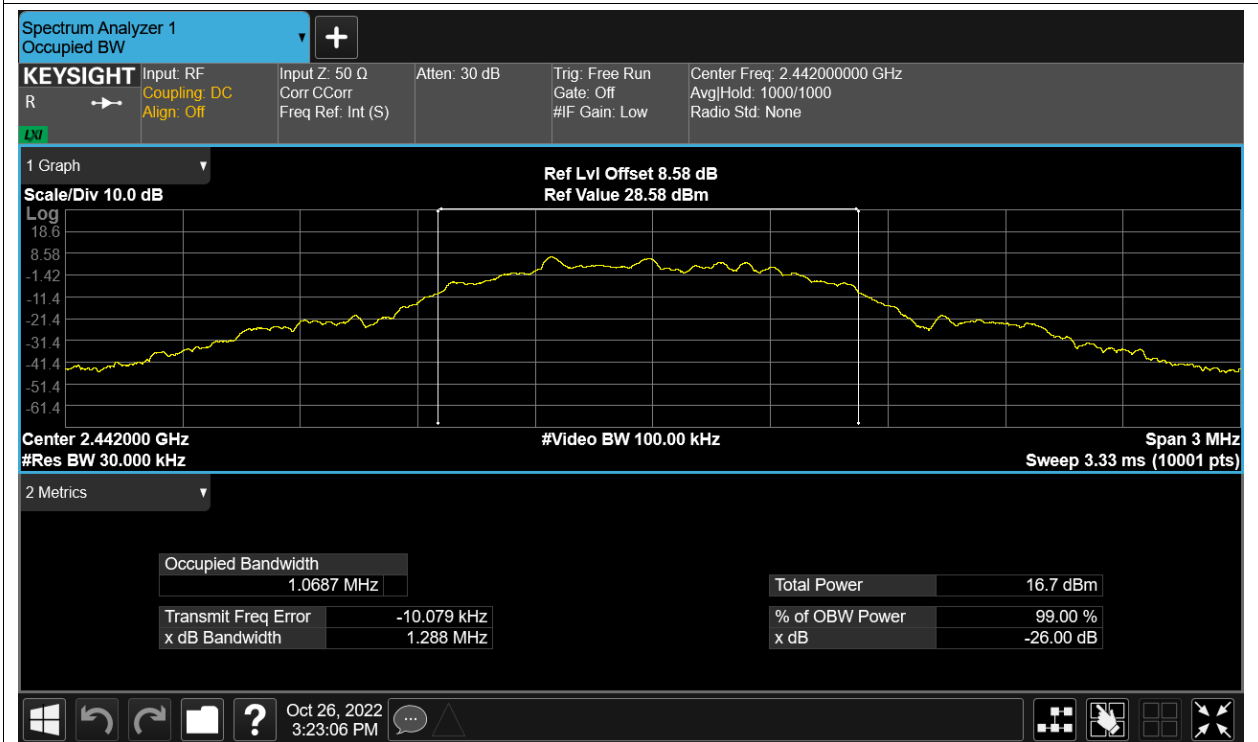 Spectrum Analyzer 1
Occupied BW
▼
+
KEYSIGHT
R
LXI
Input: RF
Coupling: DC
Align: Off
Input Z: 50 Ω
Corr CCorr
Freq Ref: Int (S)
Atten: 30 dB
Trig: Free Run
Gate: Off
#IF Gain: Low
Center Freq: 2.442000000 GHz
Avg|Hold: 1000/1000
Radio Std: None
1 Graph ▼
Scale/Div 10.0 dB
Ref Lvl Offset 8.58 dB
Ref Value 28.58 dBm
Log
18.6
8.58
-1.42
-11.4
-21.4
-31.4
-41.4
-51.4
-61.4
Center 2.442000 GHz
#Res BW 30.000 kHz
#Video BW 100.00 kHz
Span 3 MHz
Sweep 3.33 ms (10001 pts)
2 Metrics ▼
Occupied Bandwidth
1.0687 MHz
Transmit Freq Error -10.079 kHz
x dB Bandwidth 1.288 MHz
Total Power 16.7 dBm
% of OBW Power 99.00 %
x dB -26.00 dB
?
Oct 26, 2022
3:23:06 PM